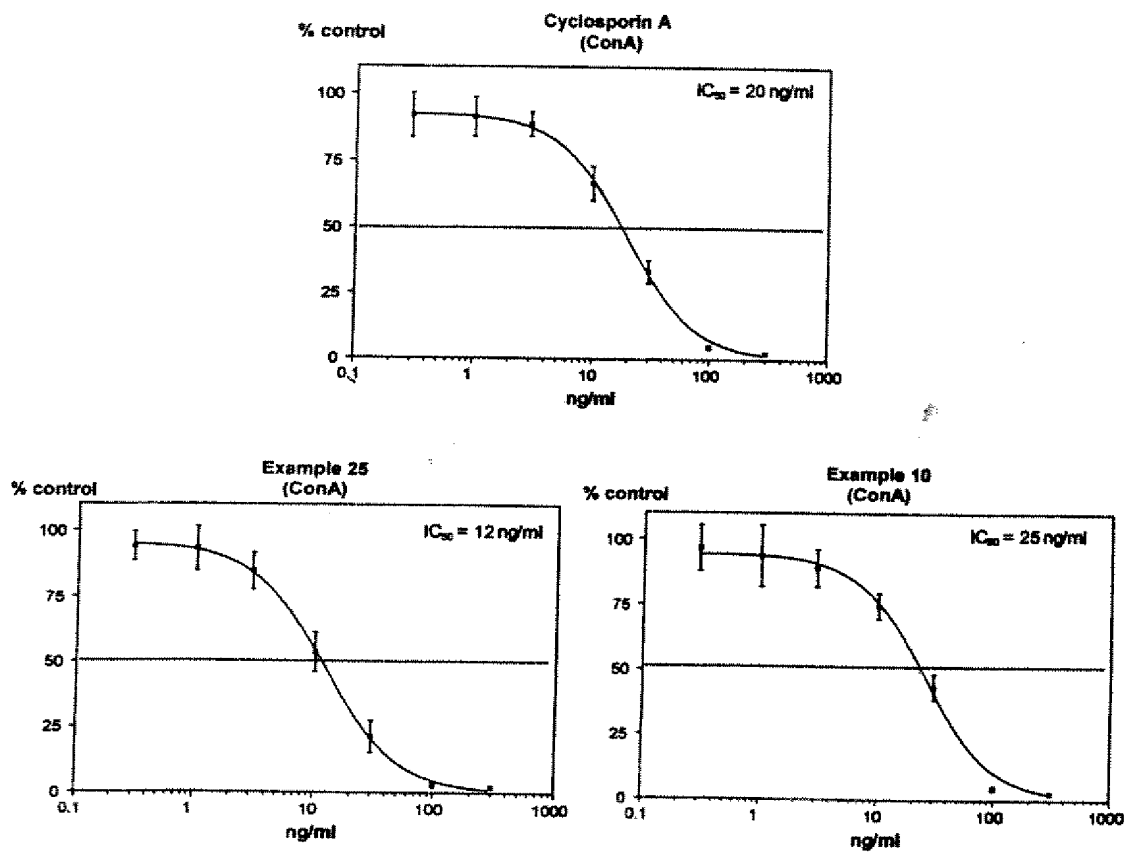 % control
Cyclosporin A
(ConA)
IC₅₀ = 20 ng/ml
100
75
50
25
0
0.1
1
10
100
1000
ng/ml
% control
Example 25
(ConA)
IC₅₀ = 12 ng/ml
100
75
50
25
0
0.1
1
10
100
1000
ng/ml
% control
Example 10
(ConA)
IC₅₀ = 25 ng/ml
100
75
50
25
0
0.1
1
10
100
1000
ng/ml